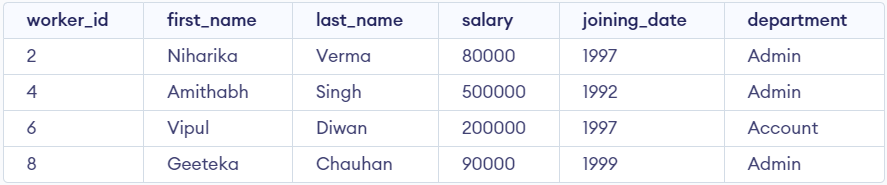 worker_id first_name last_name salary joining_date department
2 Niharika Verma 80000 1997 Admin
4 Amithabh Singh 500000 1992 Admin
6 Vipul Diwan 200000 1997 Account
8 Geeteka Chauhan 90000 1999 Admin